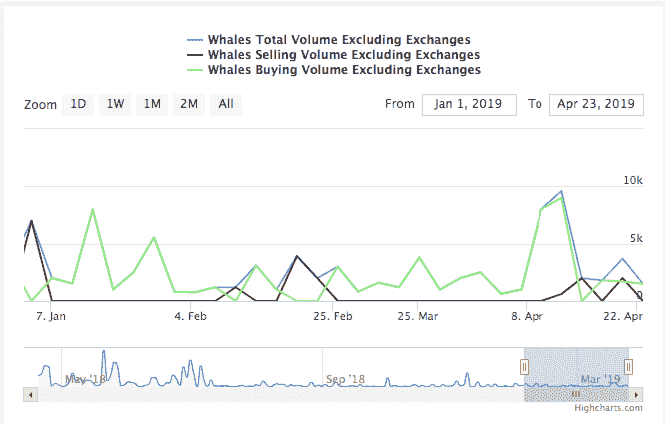 Whales Total Volume Excluding Exchanges
Whales Selling Volume Excluding Exchanges
Whales Buying Volume Excluding Exchanges
Zoom 1D 1W 1M 2M All From Jan 1, 2019 To Apr 23, 2019
10k
5k
0
7. Jan 4. Feb 25 Feb 25. Mar 8. Apr 22. Apr
May '18 Sep '18 Mar '19
Highcharts.com